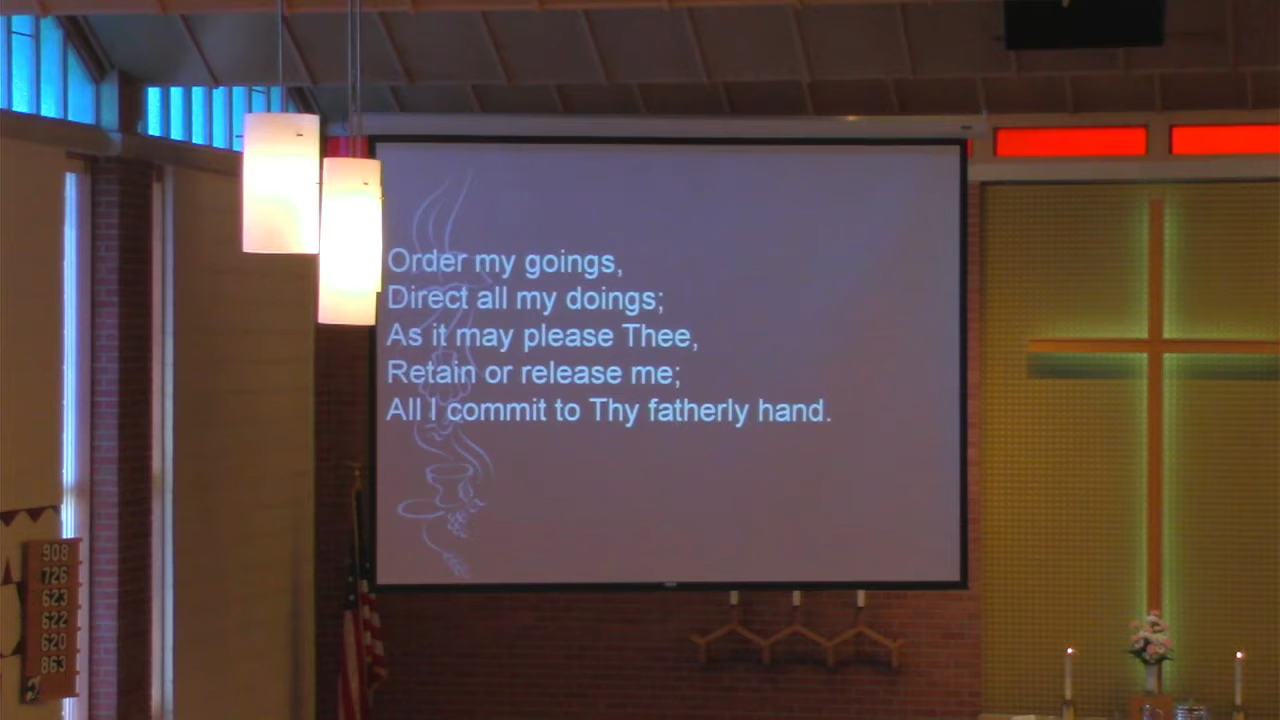 Order my goings,
Direct all my doings;
As it may please Thee,
Retain or release me;
All I commit to Thy fatherly hand.
908
726
623
622
620
863